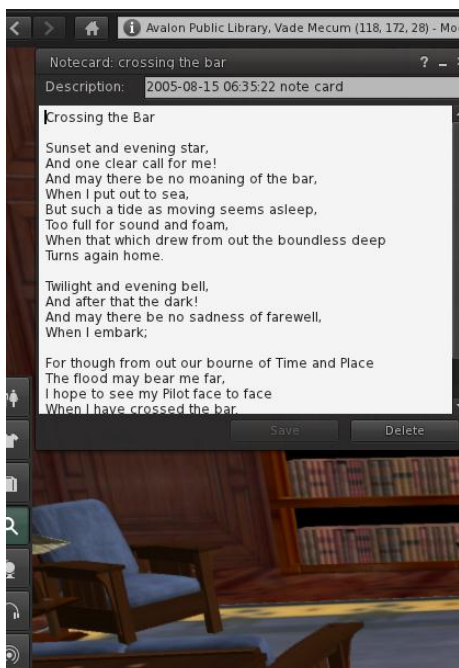 Avalon Public Library, Vade Mecum (118, 172, 28) - Mo
Notecard: crossing the bar
? _
Description: 2005-08-15 06:35:22 note card
Crossing the Bar
Sunset and evening star,
And one clear call for me!
And may there be no moaning of the bar,
When I put out to sea,
But such a tide as moving seems asleep,
Too full for sound and foam,
When that which drew from out the boundless deep
Turns again home.
Twilight and evening bell,
And after that the dark!
And may there be no sadness of farewell,
When I embark;
For though from out our bourne of Time and Place
The flood may bear me far,
I hope to see my Pilot face to face
When I have crossed the bar.
Save Delete